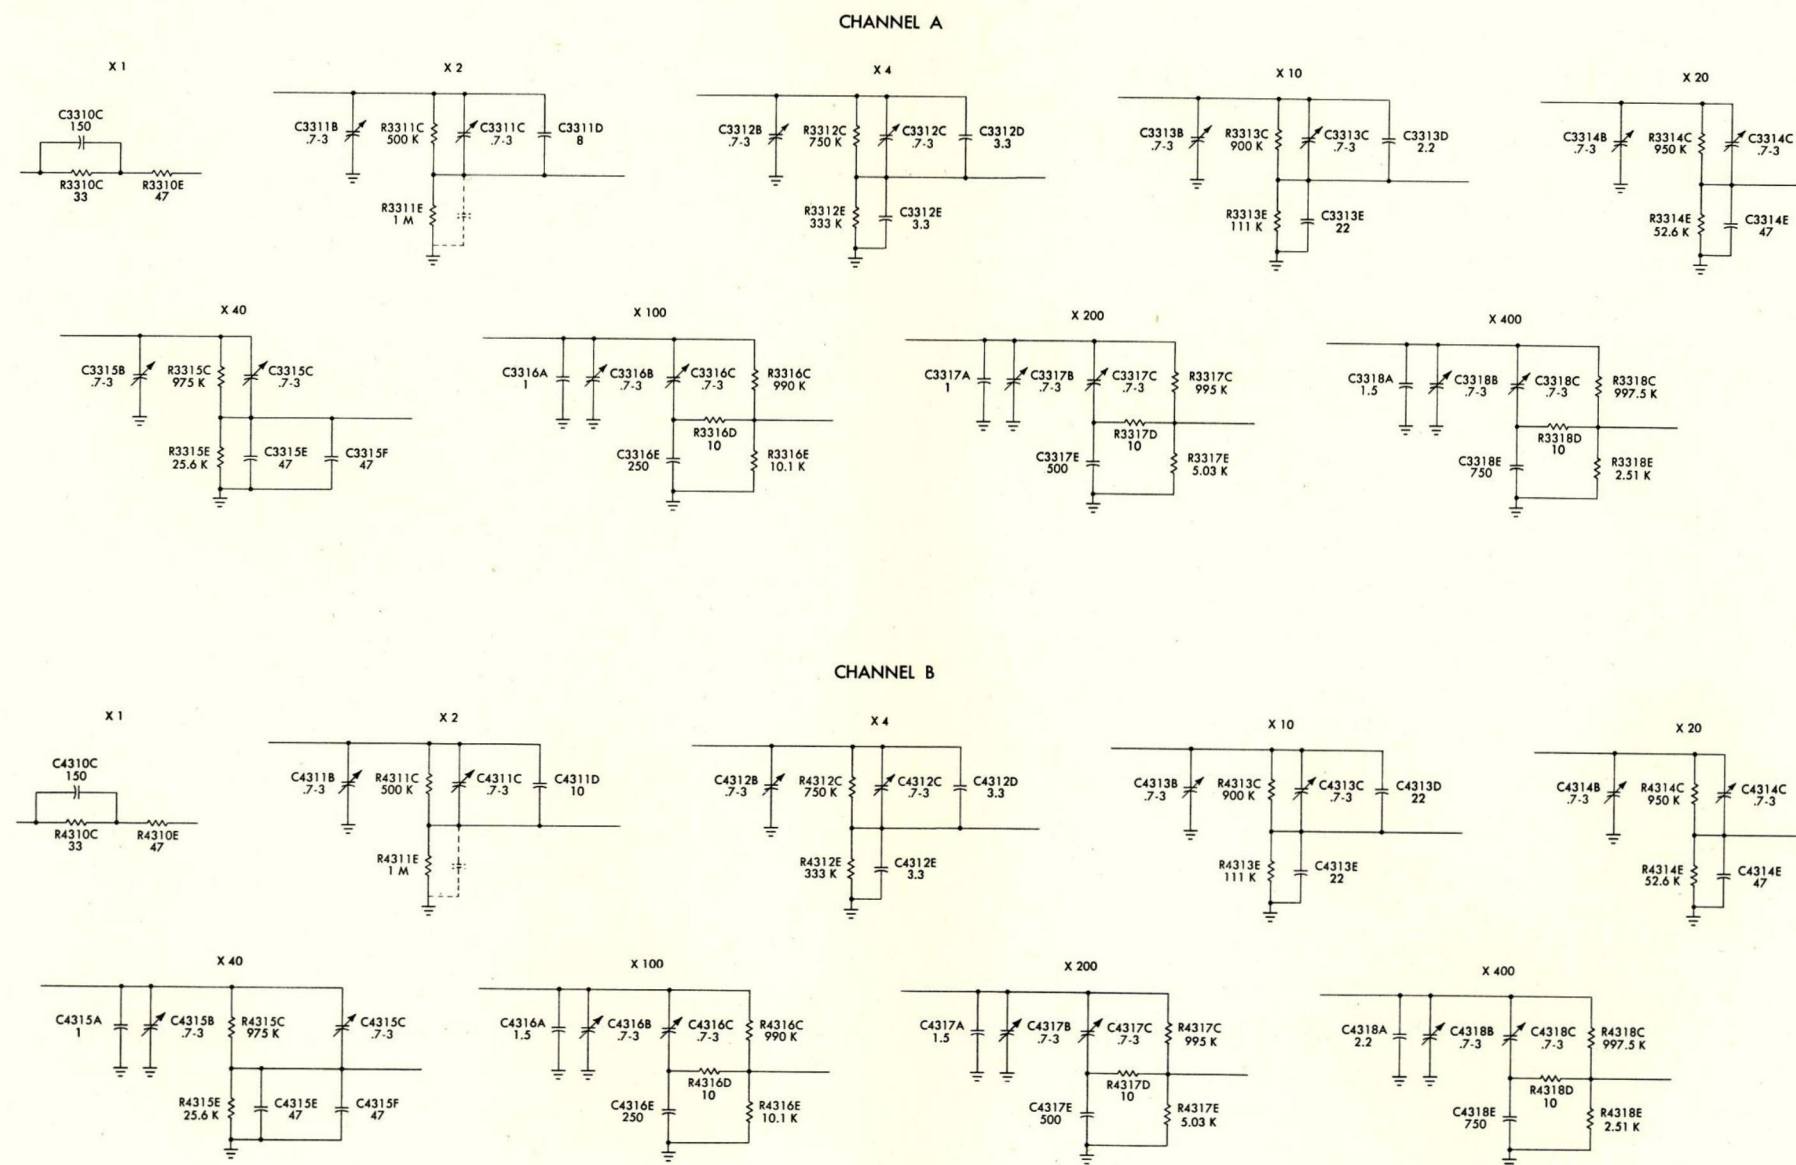 CHANNEL A
X 1
C3310C
150
R3310C
33
R3310E
47
X 2
C3311B
.7-3
R3311C
500 K
C3311C
.7-3
C3311D
8
R3311E
1 M
X 4
C3312B
.7-3
R3312C
750 K
C3312C
.7-3
C3312D
3.3
R3312E
333 K
C3312E
3.3
X 10
C3313B
.7-3
R3313C
900 K
C3313C
.7-3
C3313D
2.2
R3313E
111 K
C3313E
22
X 20
C3314B
.7-3
R3314C
950 K
C3314C
.7-3
R3314E
52.6 K
C3314E
47
X 40
C3315B
.7-3
R3315C
975 K
C3315C
.7-3
R3315E
25.6 K
C3315E
47
C3315F
47
X 100
C3316A
1
C3316B
.7-3
C3316C
.7-3
R3316C
990 K
R3316D
10
C3316E
250
R3316E
10.1 K
X 200
C3317A
1
C3317B
.7-3
C3317C
.7-3
R3317C
995 K
R3317D
10
C3317E
500
R3317E
5.03 K
X 400
C3318A
1.5
C3318B
.7-3
C3318C
.7-3
R3318C
997.5 K
R3318D
10
C3318E
750
R3318E
2.51 K
CHANNEL B
X 1
C4310C
150
R4310C
33
R4310E
47
X 2
C4311B
.7-3
R4311C
500 K
C4311C
.7-3
C4311D
10
R4311E
1 M
X 4
C4312B
.7-3
R4312C
750 K
C4312C
.7-3
C4312D
3.3
R4312E
333 K
C4312E
3.3
X 10
C4313B
.7-3
R4313C
900 K
C4313C
.7-3
C4313D
22
R4313E
111 K
C4313E
22
X 20
C4314B
.7-3
R4314C
950 K
C4314C
.7-3
R4314E
52.6 K
C4314E
47
X 40
C4315A
1
C4315B
.7-3
R4315C
975 K
C4315C
.7-3
R4315E
25.6 K
C4315E
47
C4315F
47
X 100
C4316A
1.5
C4316B
.7-3
C4316C
.7-3
R4316C
990 K
R4316D
10
C4316E
250
R4316E
10.1 K
X 200
C4317A
1.5
C4317B
.7-3
C4317C
.7-3
R4317C
995 K
R4317D
10
C4317E
500
R4317E
5.03 K
X 400
C4318A
2.2
C4318B
.7-3
C4318C
.7-3
R4318C
997.5 K
R4318D
10
C4318E
750
R4318E
2.51 K